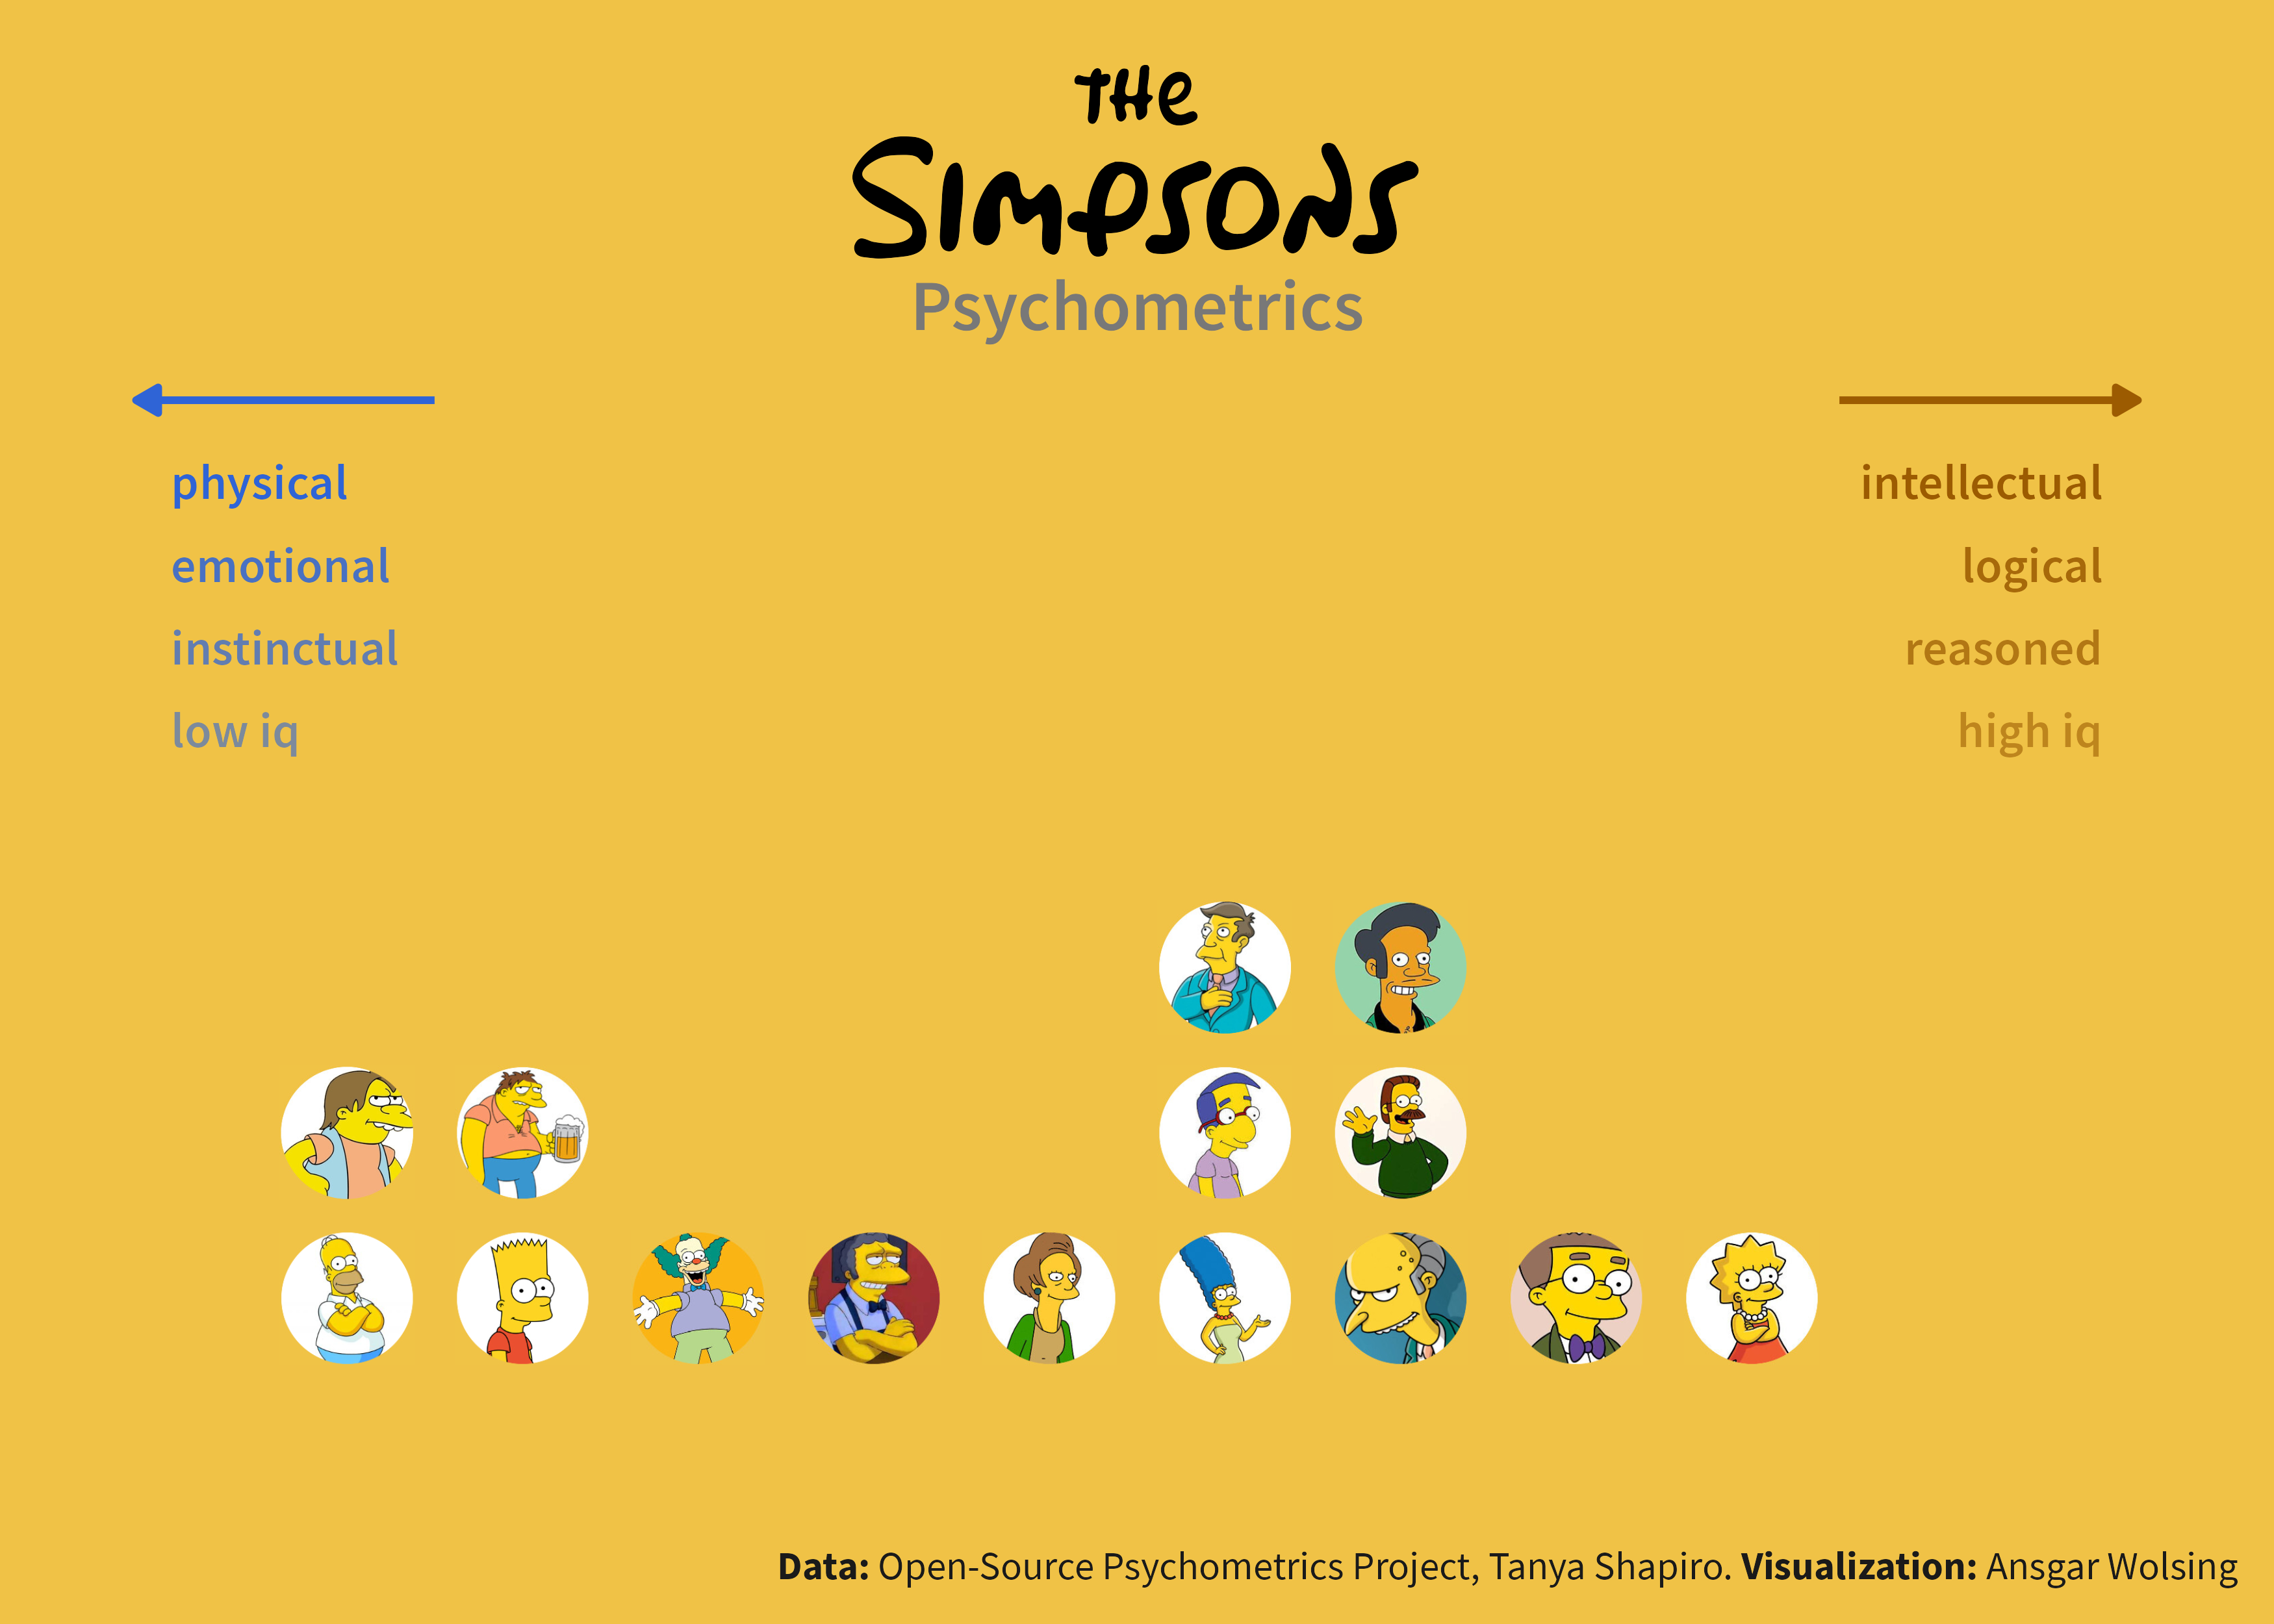 THE
SIMPSONS
Psychometrics
physical
emotional
instinctual
low iq
intellectual
logical
reasoned
high iq
Data: Open-Source Psychometrics Project, Tanya Shapiro. Visualization: Ansgar Wolsing